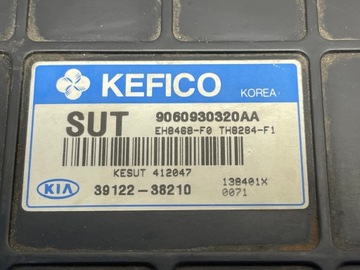 KEFICO KOREA
SUT 9060930320AA
EH8468-F0 TH8284-F1
KESUT 412047
KIA 39122-38210
138401X
0071